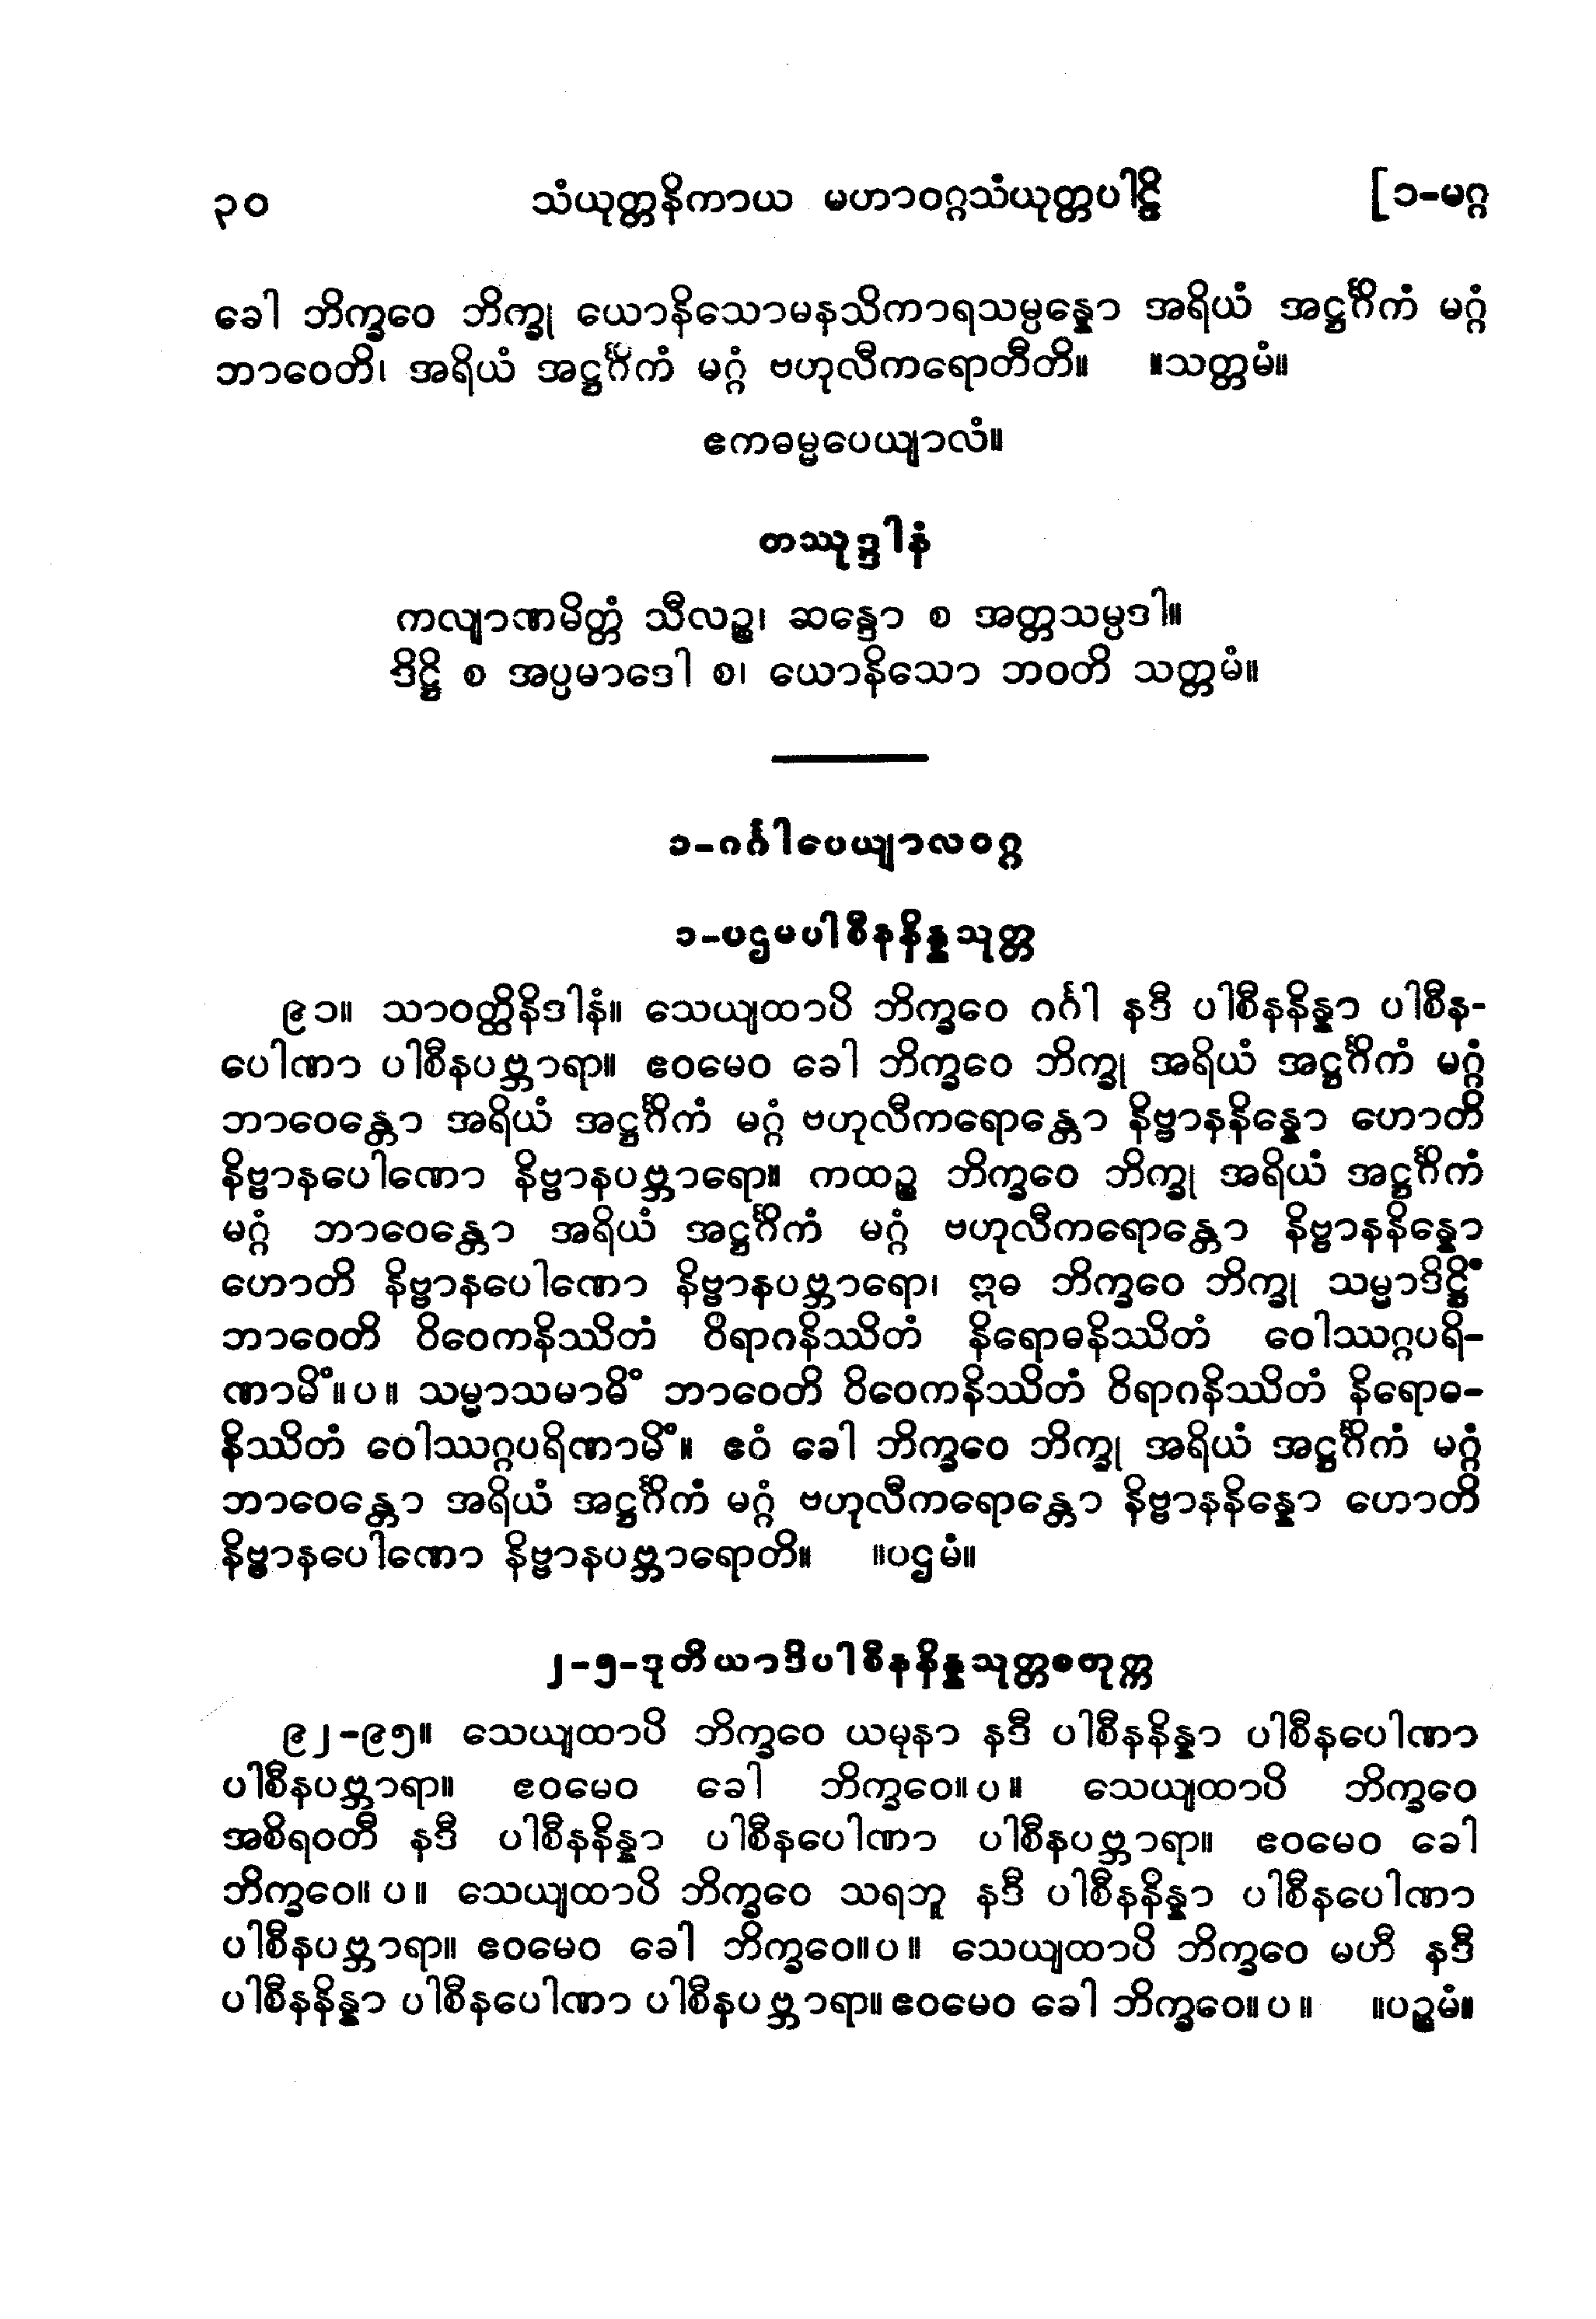 ၃၀ သံယုတ္တနိကာယ မဟာဝဂ္ဂသံယုတ္တပါဠိ [၁-မဂ္ဂ
ခေါ ဘိက္ခဝေ ဘိက္ခု ယောနိသောမနသိကာရသမ္ပန္နော အရိယံ အဋ္ဌင်္ဂိကံ မဂ္ဂံ
ဘာဝေတိ၊ အရိယံ အဋ္ဌင်္ဂိကံ မဂ္ဂံ ဗဟုလီကရောတီတိ။ ။သတ္တမံ။
ဧကဓမ္မပေယျာလံ။
တဿုဒ္ဒါနံ
ကလျာဏမိတ္တံ သီလဉ္စ၊ ဆန္ဒော စ အတ္တသမ္ပဒါ။
ဒိဋ္ဌိ စ အပ္ပမာဒေါ စ၊ ယောနိသော ဘဝတိ သတ္တမံ။
၁-ဂင်္ဂါပေယျာလဝဂ္ဂ
၁-ပဌမပါစီနနိန္နသုတ္တ
၉၁။ သာဝတ္ထိနိဒါနံ။ သေယျထာပိ ဘိက္ခဝေ ဂင်္ဂါ နဒီ ပါစီနနိန္နာ ပါစီန-
ပေါဏာ ပါစီနပဗ္ဘာရာ။ ဧဝမေဝ ခေါ ဘိက္ခဝေ ဘိက္ခု အရိယံ အဋ္ဌင်္ဂိကံ မဂ္ဂံ
ဘာဝေန္တော အရိယံ အဋ္ဌင်္ဂိကံ မဂ္ဂံ ဗဟုလီကရောန္တော နိဗ္ဗာနနိန္နော ဟောတိ
နိဗ္ဗာနပေါဏော နိဗ္ဗာနပဗ္ဘာရော။ ကထဉ္စ ဘိက္ခဝေ ဘိက္ခု အရိယံ အဋ္ဌင်္ဂိကံ
မဂ္ဂံ ဘာဝေန္တော အရိယံ အဋ္ဌင်္ဂိကံ မဂ္ဂံ ဗဟုလီကရောန္တော နိဗ္ဗာနနိန္နော
ဟောတိ နိဗ္ဗာနပေါဏော နိဗ္ဗာနပဗ္ဘာရော၊ ဣဓ ဘိက္ခဝေ ဘိက္ခု သမ္မာဒိဋ္ဌိံ
ဘာဝေတိ ဝိဝေကနိဿိတံ ဝိရာဂနိဿိတံ နိရောဓနိဿိတံ ဝေါဿဂ္ဂပရိ-
ဏာမိံ။ပ။ သမ္မာသမာဓိံ ဘာဝေတိ ဝိဝေကနိဿိတံ ဝိရာဂနိဿိတံ နိရောဓ-
နိဿိတံ ဝေါဿဂ္ဂပရိဏာမိံ။ ဧဝံ ခေါ ဘိက္ခဝေ ဘိက္ခု အရိယံ အဋ္ဌင်္ဂိကံ မဂ္ဂံ
ဘာဝေန္တော အရိယံ အဋ္ဌင်္ဂိကံ မဂ္ဂံ ဗဟုလီကရောန္တော နိဗ္ဗာနနိန္နော ဟောတိ
နိဗ္ဗာနပေါဏော နိဗ္ဗာနပဗ္ဘာရောတိ။ ။ပဌမံ။
၂-၅-ဒုတိယာဒိပါစီနနိန္နသုတ္တစတုက္က
၉၂-၉၅။ သေယျထာပိ ဘိက္ခဝေ ယမုနာ နဒီ ပါစီနနိန္နာ ပါစီနပေါဏာ
ပါစီနပဗ္ဘာရာ။ ဧဝမေဝ ခေါ ဘိက္ခဝေ။ပ။ သေယျထာပိ ဘိက္ခဝေ
အစိရဝတီ နဒီ ပါစီနနိန္နာ ပါစီနပေါဏာ ပါစီနပဗ္ဘာရာ။ ဧဝမေဝ ခေါ
ဘိက္ခဝေ။ပ။ သေယျထာပိ ဘိက္ခဝေ သရဘူ နဒီ ပါစီနနိန္နာ ပါစီနပေါဏာ
ပါစီနပဗ္ဘာရာ။ ဧဝမေဝ ခေါ ဘိက္ခဝေ။ပ။ သေယျထာပိ ဘိက္ခဝေ မဟီ နဒီ
ပါစီနနိန္နာ ပါစီနပေါဏာ ပါစီနပဗ္ဘာရာ။ ဧဝမေဝ ခေါ ဘိက္ခဝေ။ပ။ ။ပဉ္စမံ။